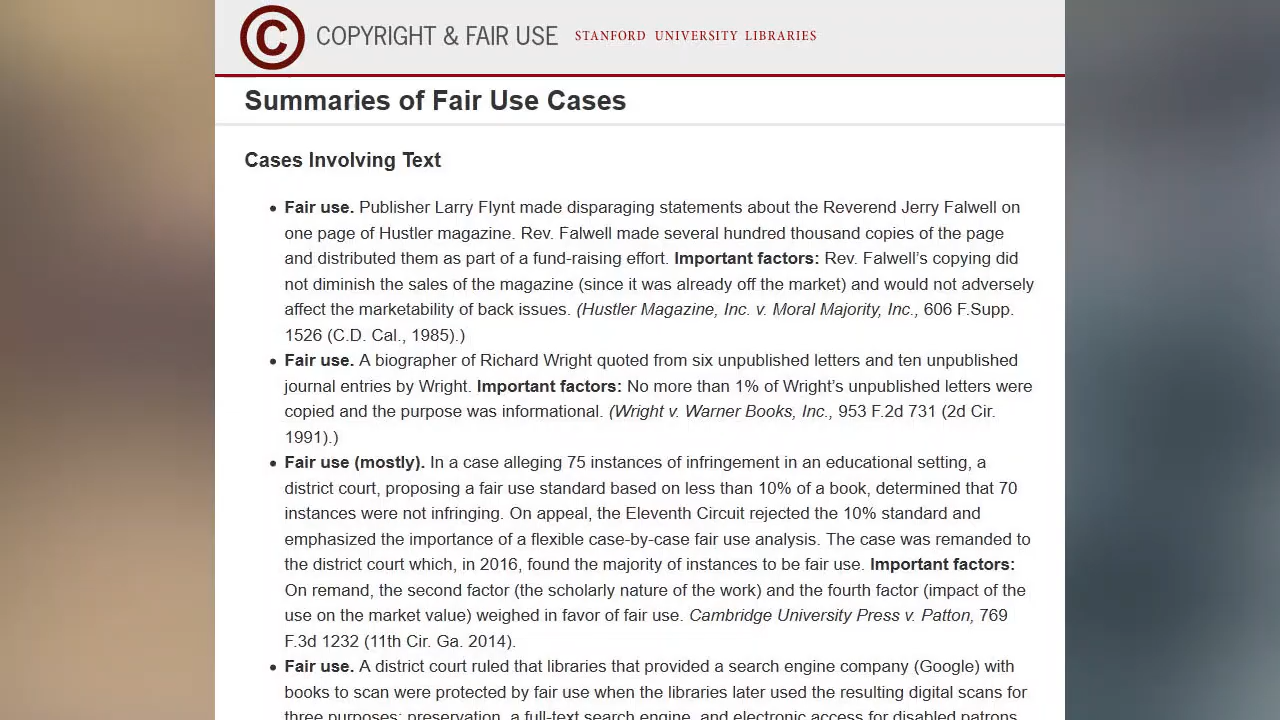 © COPYRIGHT & FAIR USE STANFORD UNIVERSITY LIBRARIES
Summaries of Fair Use Cases
Cases Involving Text
• Fair use. Publisher Larry Flynt made disparaging statements about the Reverend Jerry Falwell on
one page of Hustler magazine. Rev. Falwell made several hundred thousand copies of the page
and distributed them as part of a fund-raising effort. Important factors: Rev. Falwell’s copying did
not diminish the sales of the magazine (since it was already off the market) and would not adversely
affect the marketability of back issues. (Hustler Magazine, Inc. v. Moral Majority, Inc., 606 F.Supp.
1526 (C.D. Cal., 1985).)
• Fair use. A biographer of Richard Wright quoted from six unpublished letters and ten unpublished
journal entries by Wright. Important factors: No more than 1% of Wright’s unpublished letters were
copied and the purpose was informational. (Wright v. Warner Books, Inc., 953 F.2d 731 (2d Cir.
1991).)
• Fair use (mostly). In a case alleging 75 instances of infringement in an educational setting, a
district court, proposing a fair use standard based on less than 10% of a book, determined that 70
instances were not infringing. On appeal, the Eleventh Circuit rejected the 10% standard and
emphasized the importance of a flexible case-by-case fair use analysis. The case was remanded to
the district court which, in 2016, found the majority of instances to be fair use. Important factors:
On remand, the second factor (the scholarly nature of the work) and the fourth factor (impact of the
use on the market value) weighed in favor of fair use. Cambridge University Press v. Patton, 769
F.3d 1232 (11th Cir. Ga. 2014).
• Fair use. A district court ruled that libraries that provided a search engine company (Google) with
books to scan were protected by fair use when the libraries later used the resulting digital scans for
three purposes: preservation, a full-text search engine, and electronic access for disabled patrons